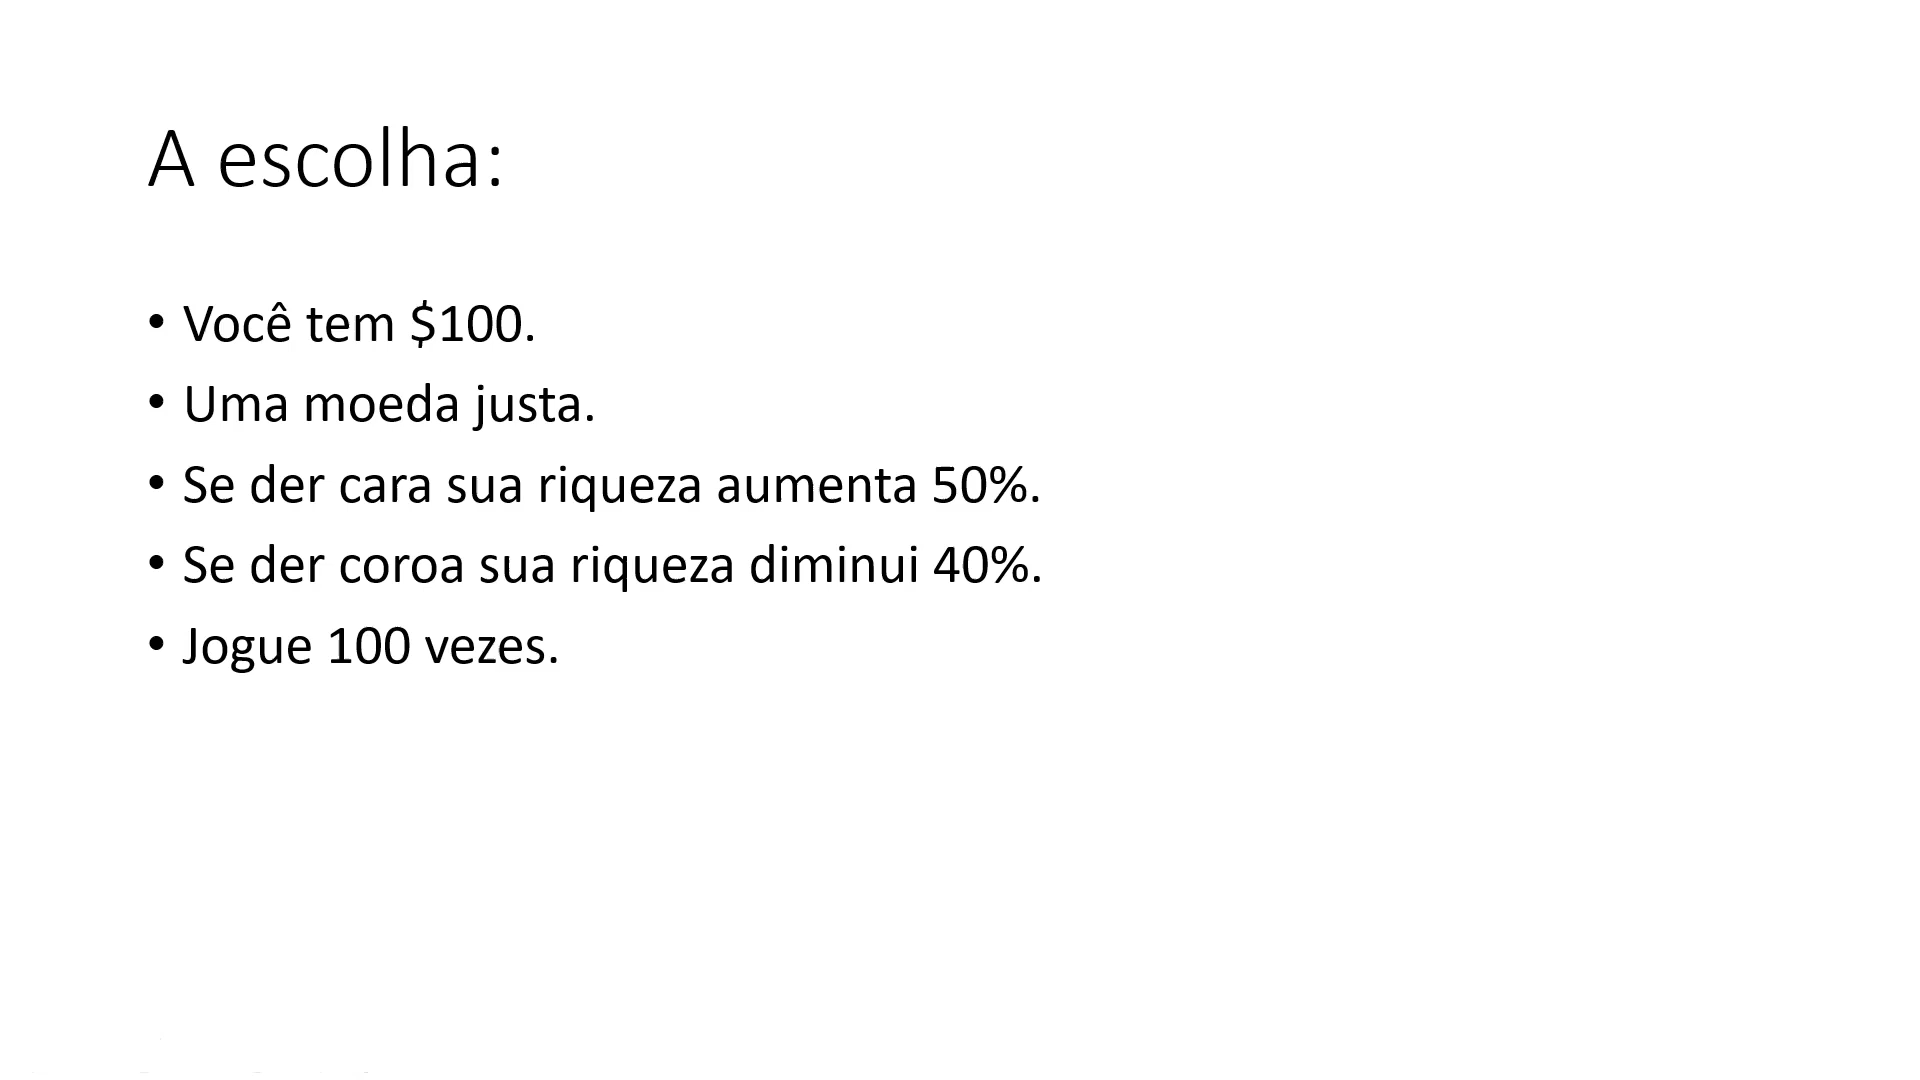 A escolha:
• Você tem $100.
• Uma moeda justa.
• Se der cara sua riqueza aumenta 50%.
• Se der coroa sua riqueza diminui 40%.
• Jogue 100 vezes.